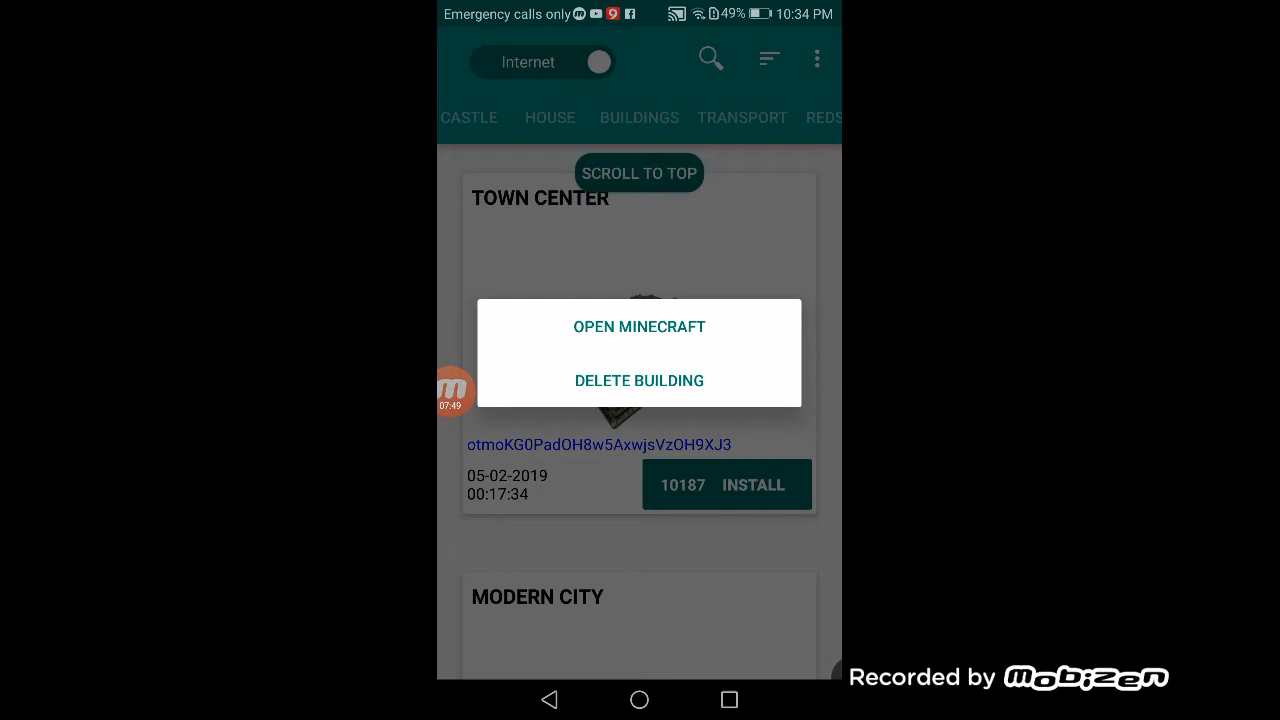 Emergency calls only 9 49% 10:34 PM
Internet
CASTLE HOUSE BUILDINGS TRANSPORT REDS
SCROLL TO TOP
TOWN CENTER
OPEN MINECRAFT
DELETE BUILDING
07:49
otmoKG0PadOH8w5AxwjsVzOH9XJ3
05-02-2019
00:17:34
10187 INSTALL
MODERN CITY
Recorded by mobizen